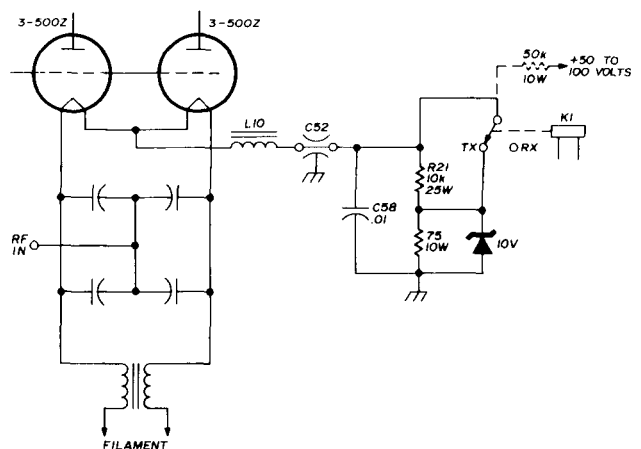 3-500Z
3-500Z
50k
10W
+50 TO
100 VOLTS
L10
C52
K1
TX
RX
R21
10k
25W
C58
.01
RF
IN
75
10W
10V
FILAMENT